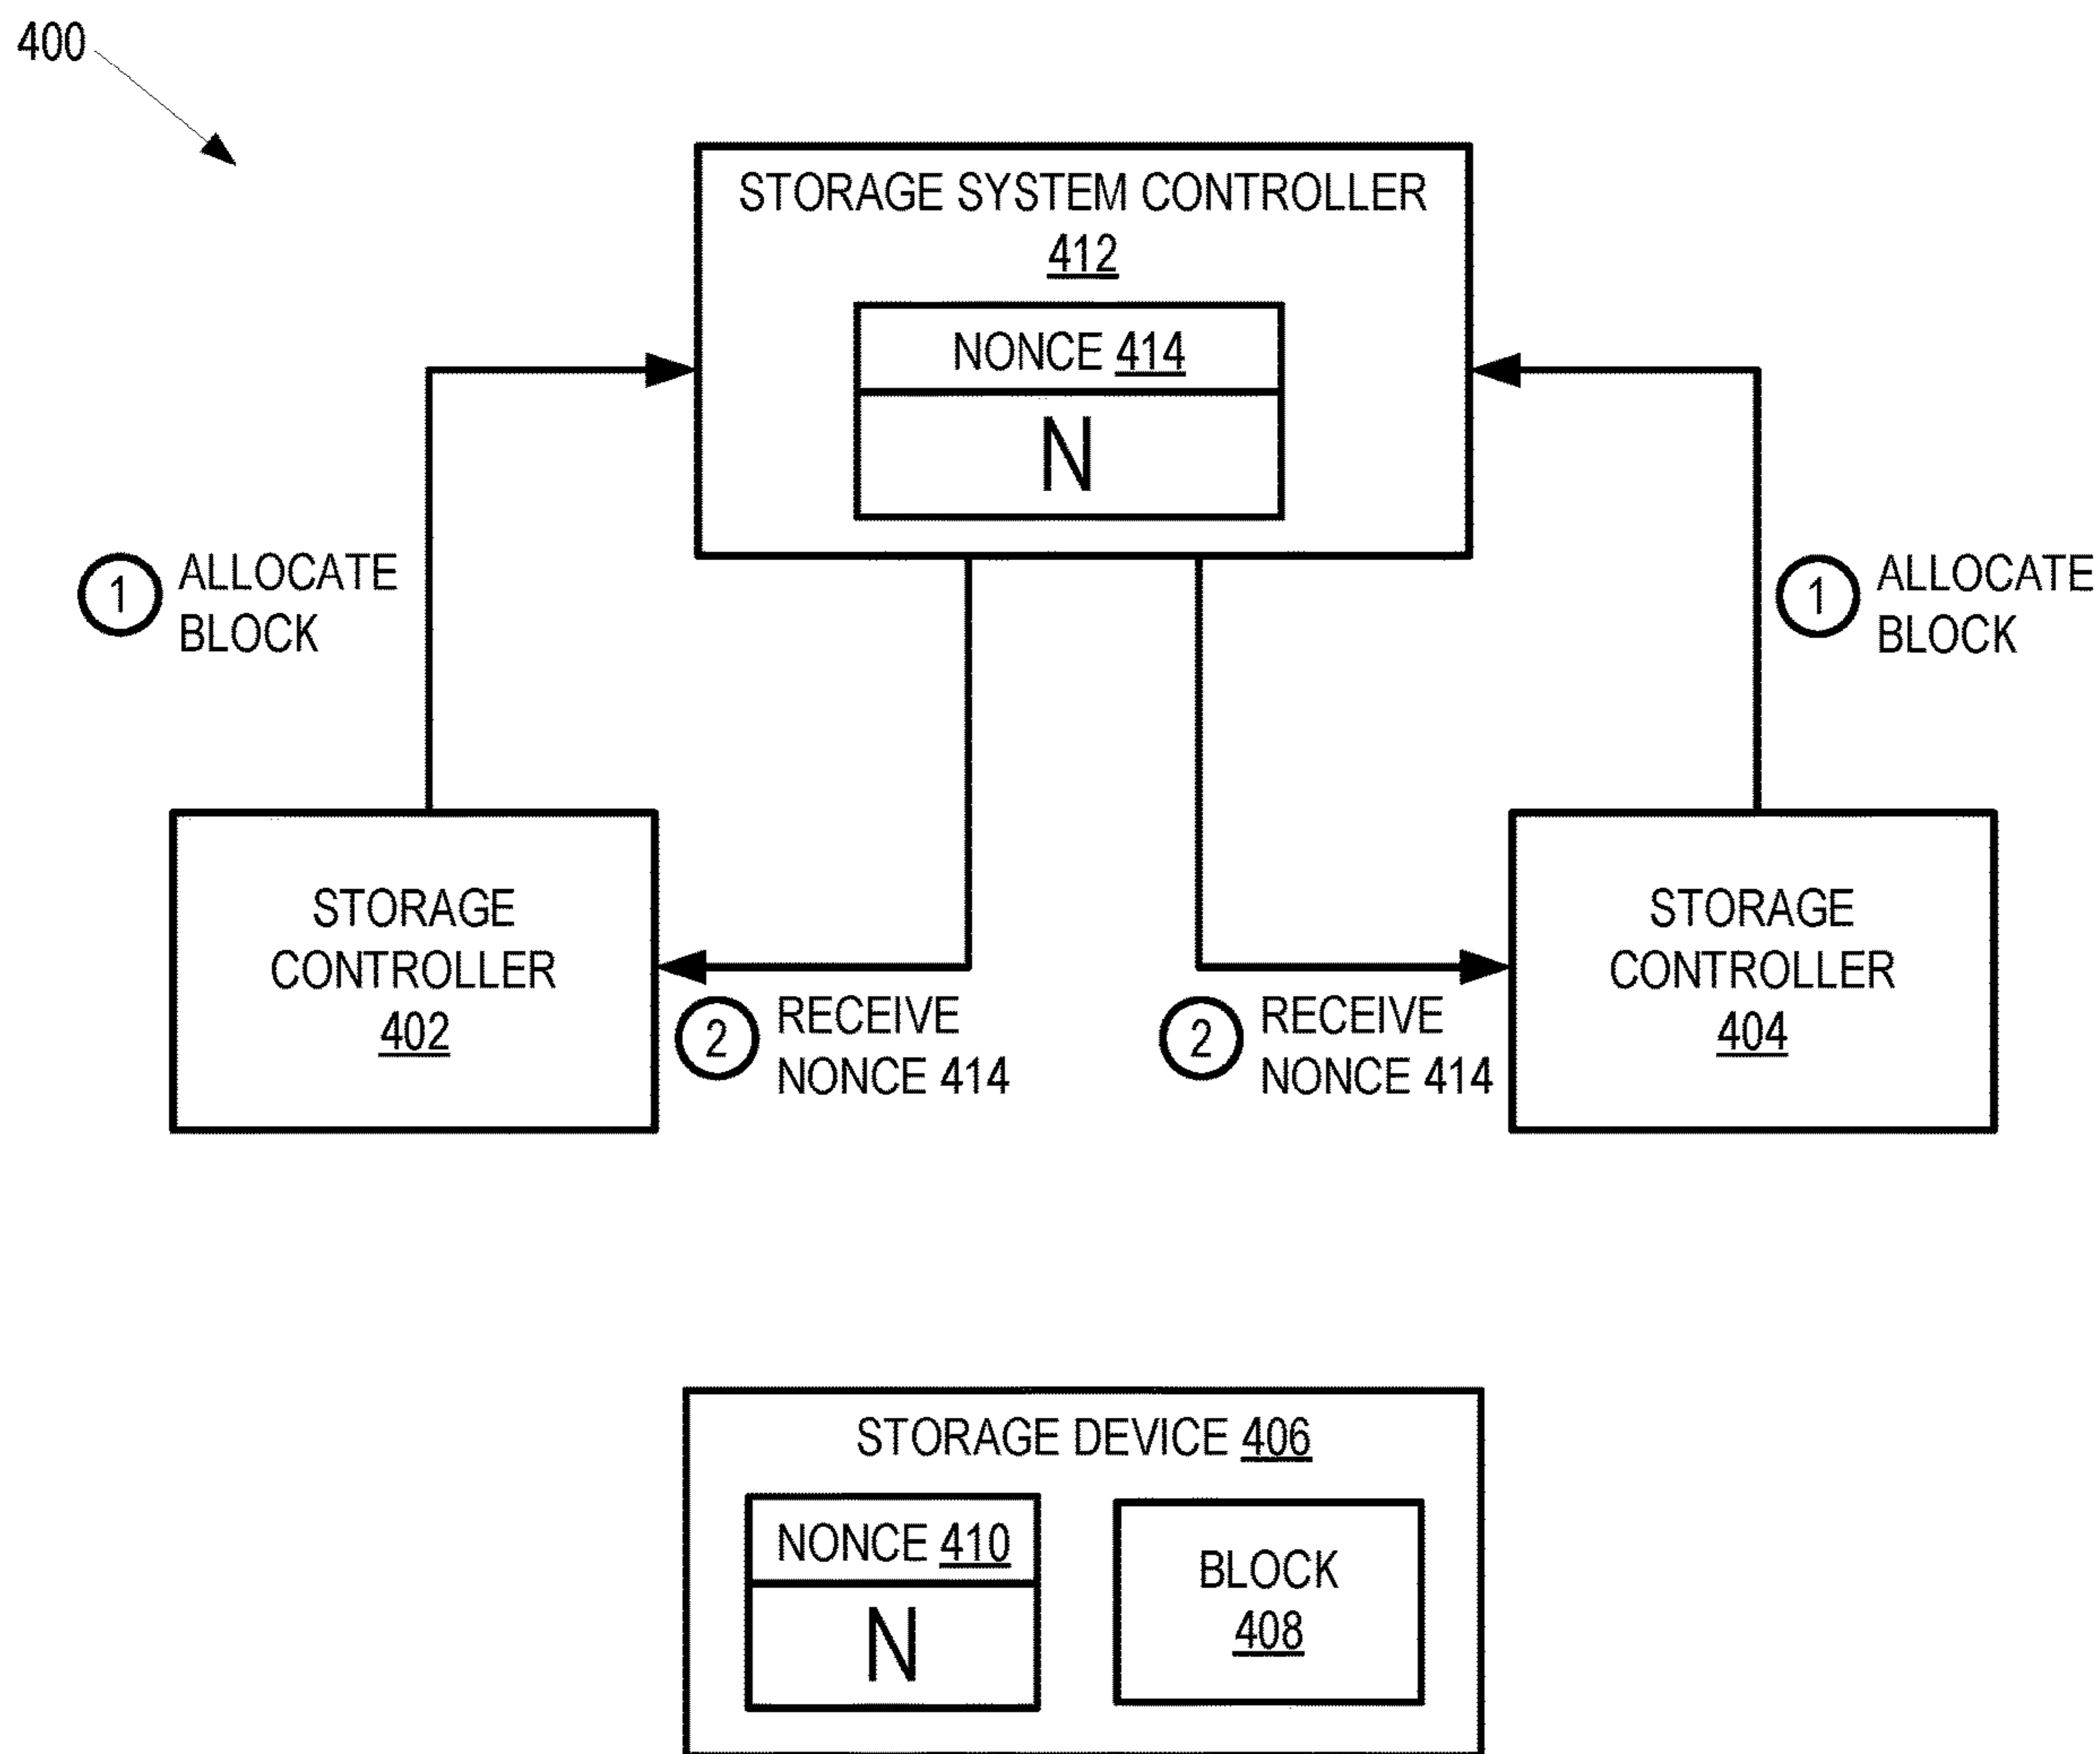 400
STORAGE SYSTEM CONTROLLER
412
NONCE 414
N
1 ALLOCATE
BLOCK
1 ALLOCATE
BLOCK
STORAGE
CONTROLLER
402
2 RECEIVE
NONCE 414
2 RECEIVE
NONCE 414
STORAGE
CONTROLLER
404
STORAGE DEVICE 406
NONCE 410
N
BLOCK
408